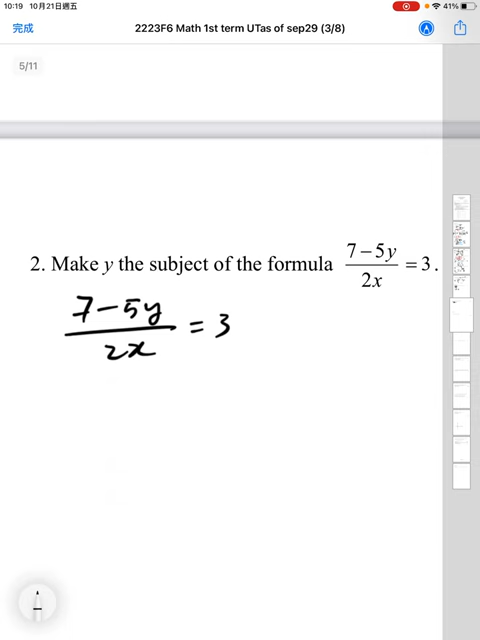 10:19 10月21日週五 41%
完成 2223F6 Math 1st term UTas of sep29 (3/8)
5/11
2. Make y the subject of the formula (7−5y)/(2x) = 3.
(7−5y)/(2x) = 3